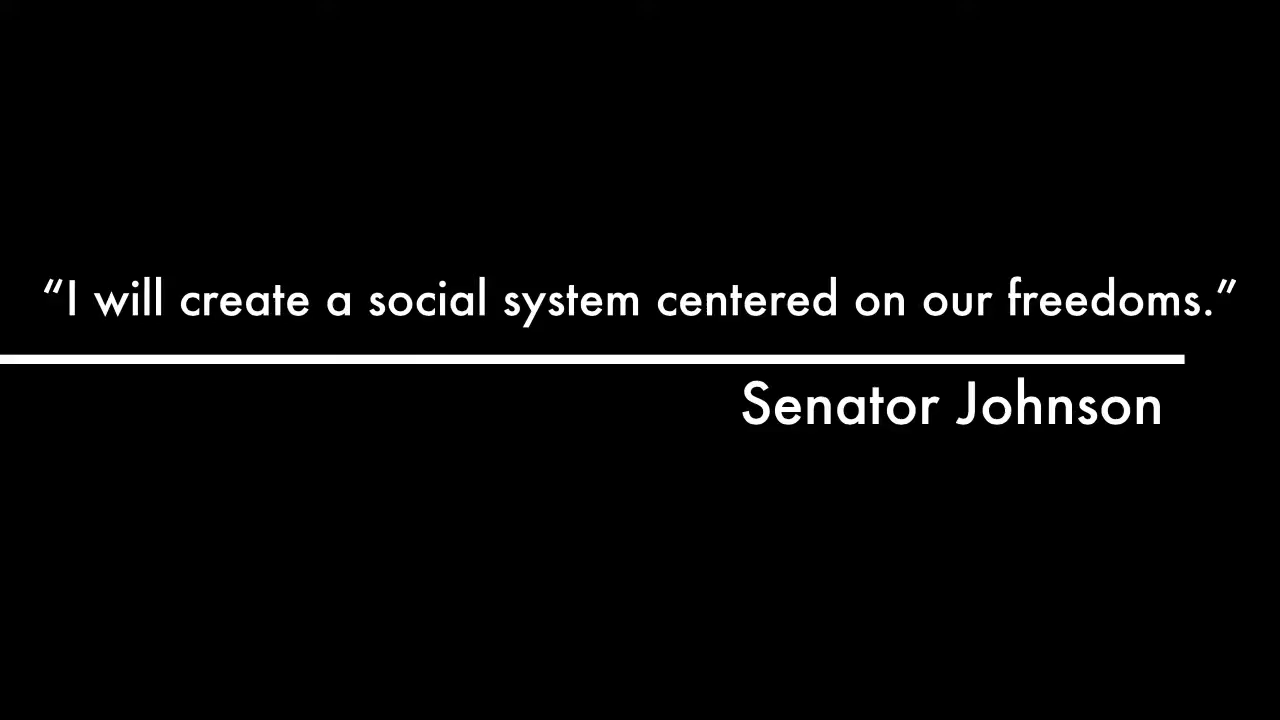 “I will create a social system centered on our freedoms.”
Senator Johnson